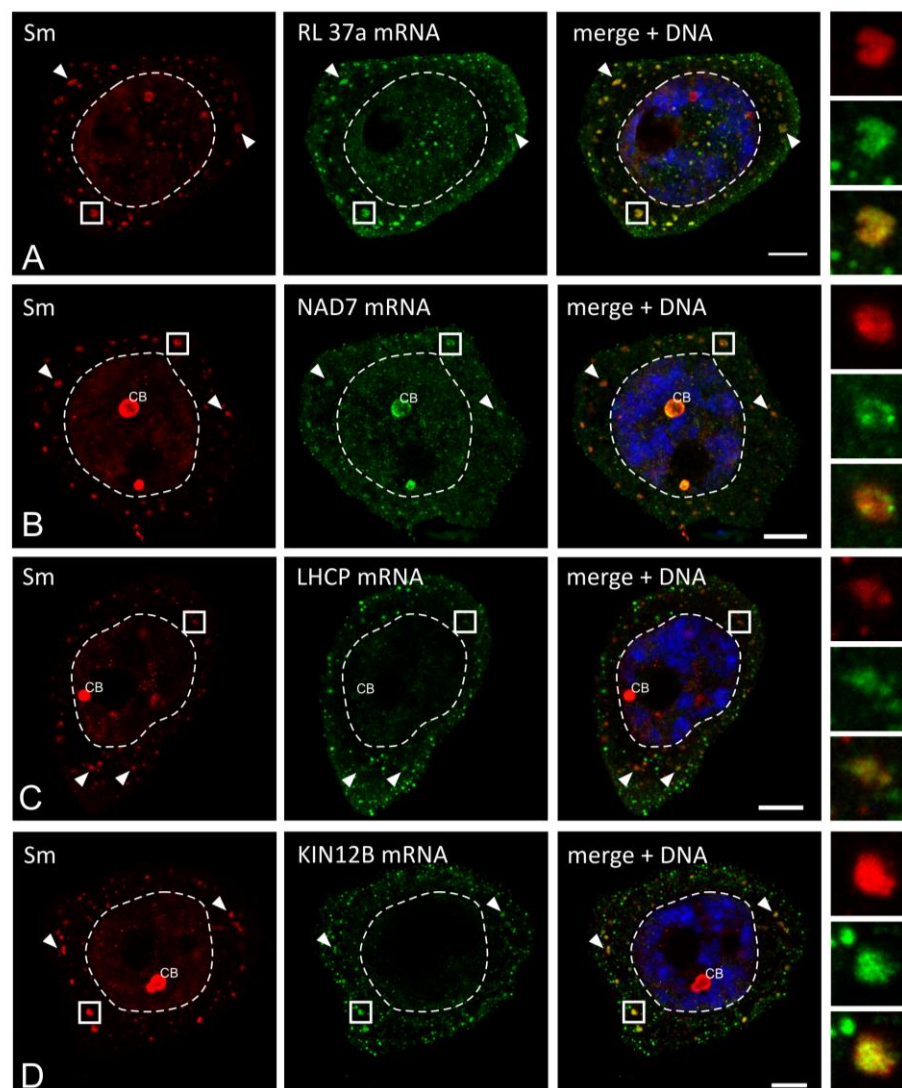 Sm RL 37a mRNA merge + DNA
A
Sm NAD7 mRNA merge + DNA
CB CB CB
B
Sm LHCP mRNA merge + DNA
CB CB CB
C
Sm KIN12B mRNA merge + DNA
CB CB
D